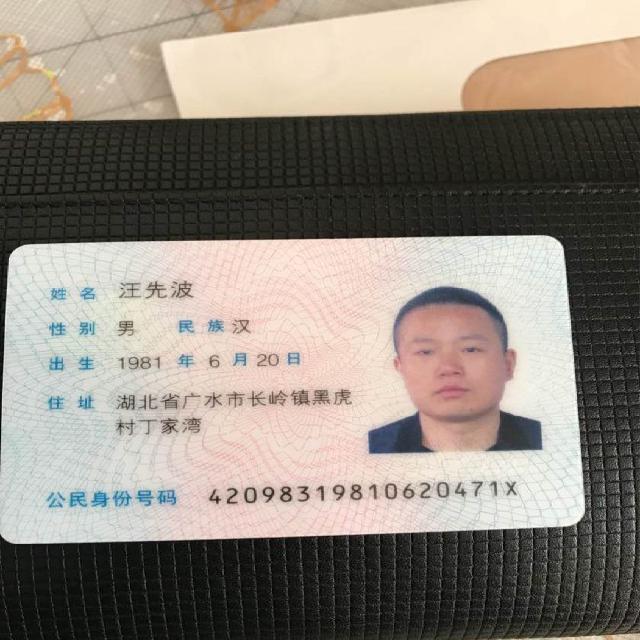 姓名 汪先波
性别 男 民族 汉
出生 1981 年 6 月 20 日
住址 湖北省广水市长岭镇黑虎
村丁家湾
公民身份号码 42098319810620471X